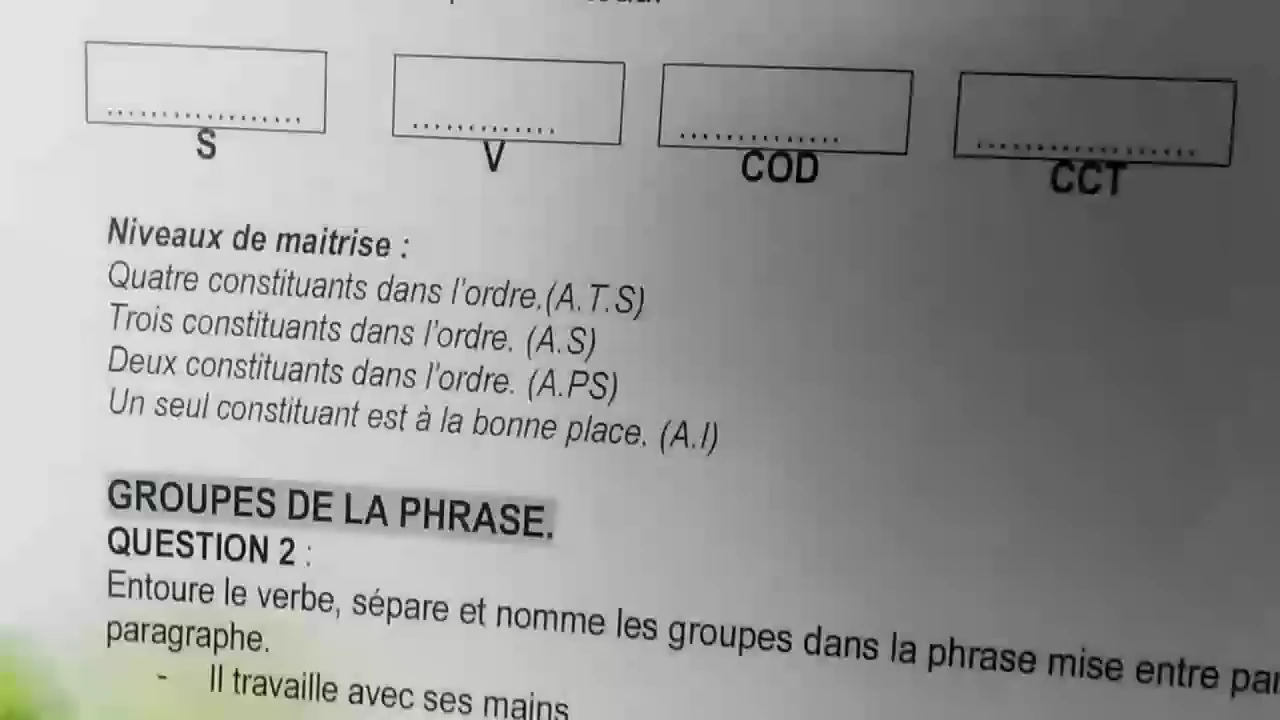 S V COD CCT
Niveaux de maitrise :
Quatre constituants dans l'ordre.(A.T.S)
Trois constituants dans l'ordre. (A.S)
Deux constituants dans l'ordre. (A.PS)
Un seul constituant est à la bonne place. (A.I)
GROUPES DE LA PHRASE.
QUESTION 2 :
Entoure le verbe, sépare et nomme les groupes dans la phrase mise entre
paragraphe.
- Il travaille avec ses mains